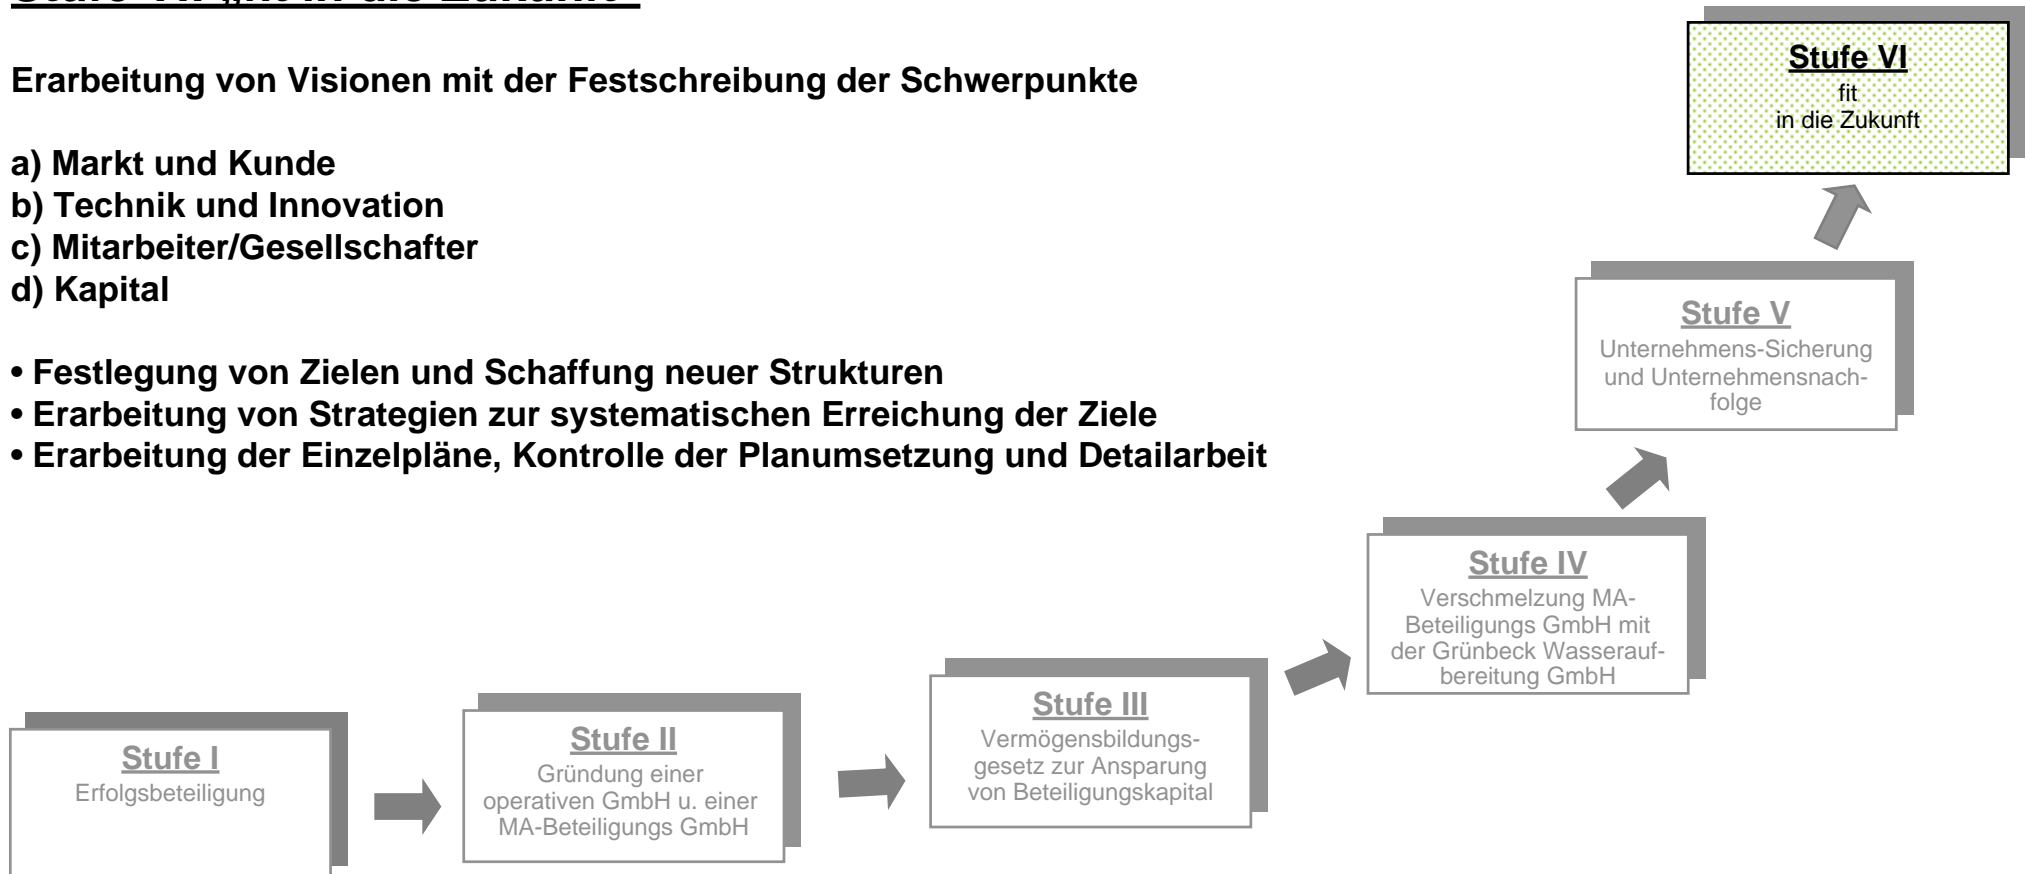 Erarbeitung von Visionen mit der Festschreibung der Schwerpunkte
a) Markt und Kunde
b) Technik und Innovation
c) Mitarbeiter/Gesellschafter
d) Kapital
• Festlegung von Zielen und Schaffung neuer Strukturen
• Erarbeitung von Strategien zur systematischen Erreichung der Ziele
• Erarbeitung der Einzelpläne, Kontrolle der Planumsetzung und Detailarbeit
Stufe VI
fit
in die Zukunft
Stufe V
Unternehmens-Sicherung
und Unternehmensnach-
folge
Stufe IV
Verschmelzung MA-
Beteiligungs GmbH mit
der Grünbeck Wasserauf-
bereitung GmbH
Stufe III
Vermögensbildungs-
gesetz zur Ansparung
von Beteiligungskapital
Stufe II
Gründung einer
operativen GmbH u. einer
MA-Beteiligungs GmbH
Stufe I
Erfolgsbeteiligung